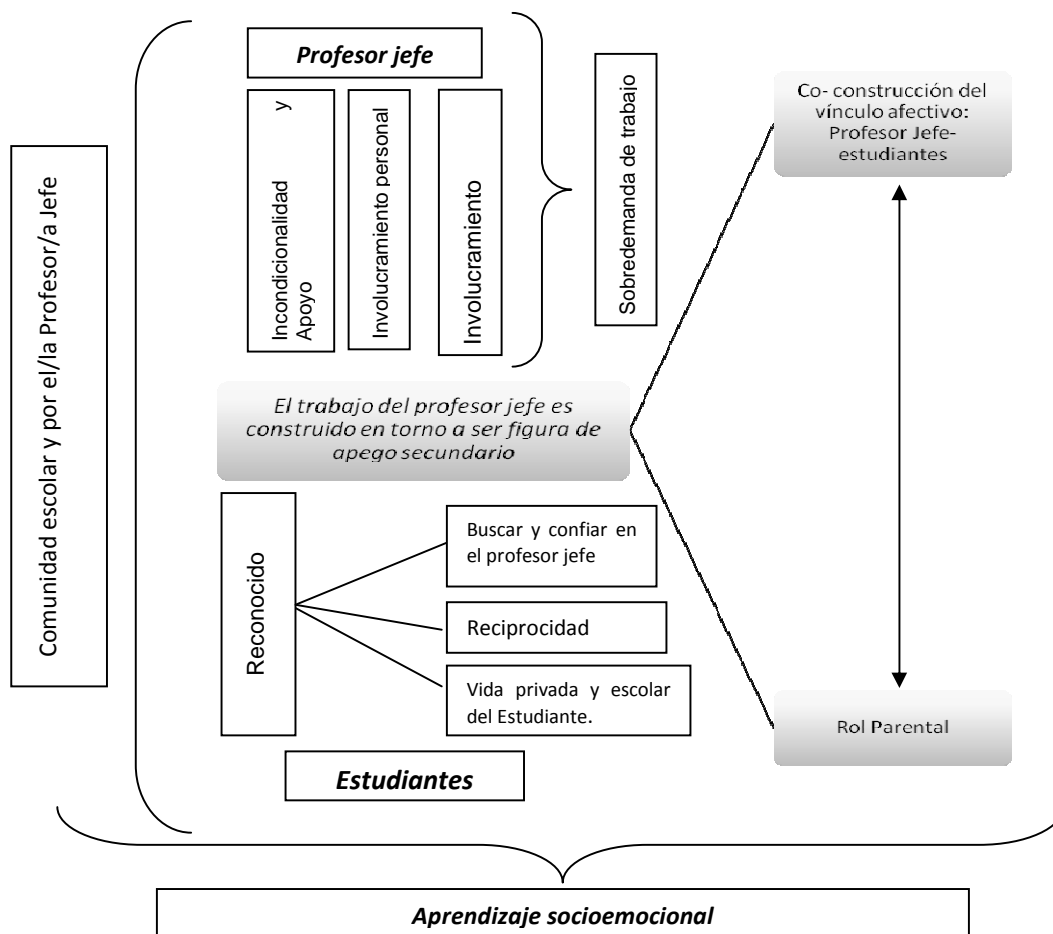 Comunidad escolar y por el/la Profesor/a Jefe
Profesor jefe
Incondicionalidad y
Apoyo
Involucramiento personal
Involucramiento
Sobredemanda de trabajo
Co- construcción del
vínculo afectivo:
Profesor Jefe-
estudiantes
El trabajo del profesor jefe es
construido en torno a ser figura de
apego secundario
Reconocido
Buscar y confiar en
el profesor jefe
Reciprocidad
Vida privada y escolar
del Estudiante.
Rol Parental
Estudiantes
Aprendizaje socioemocional